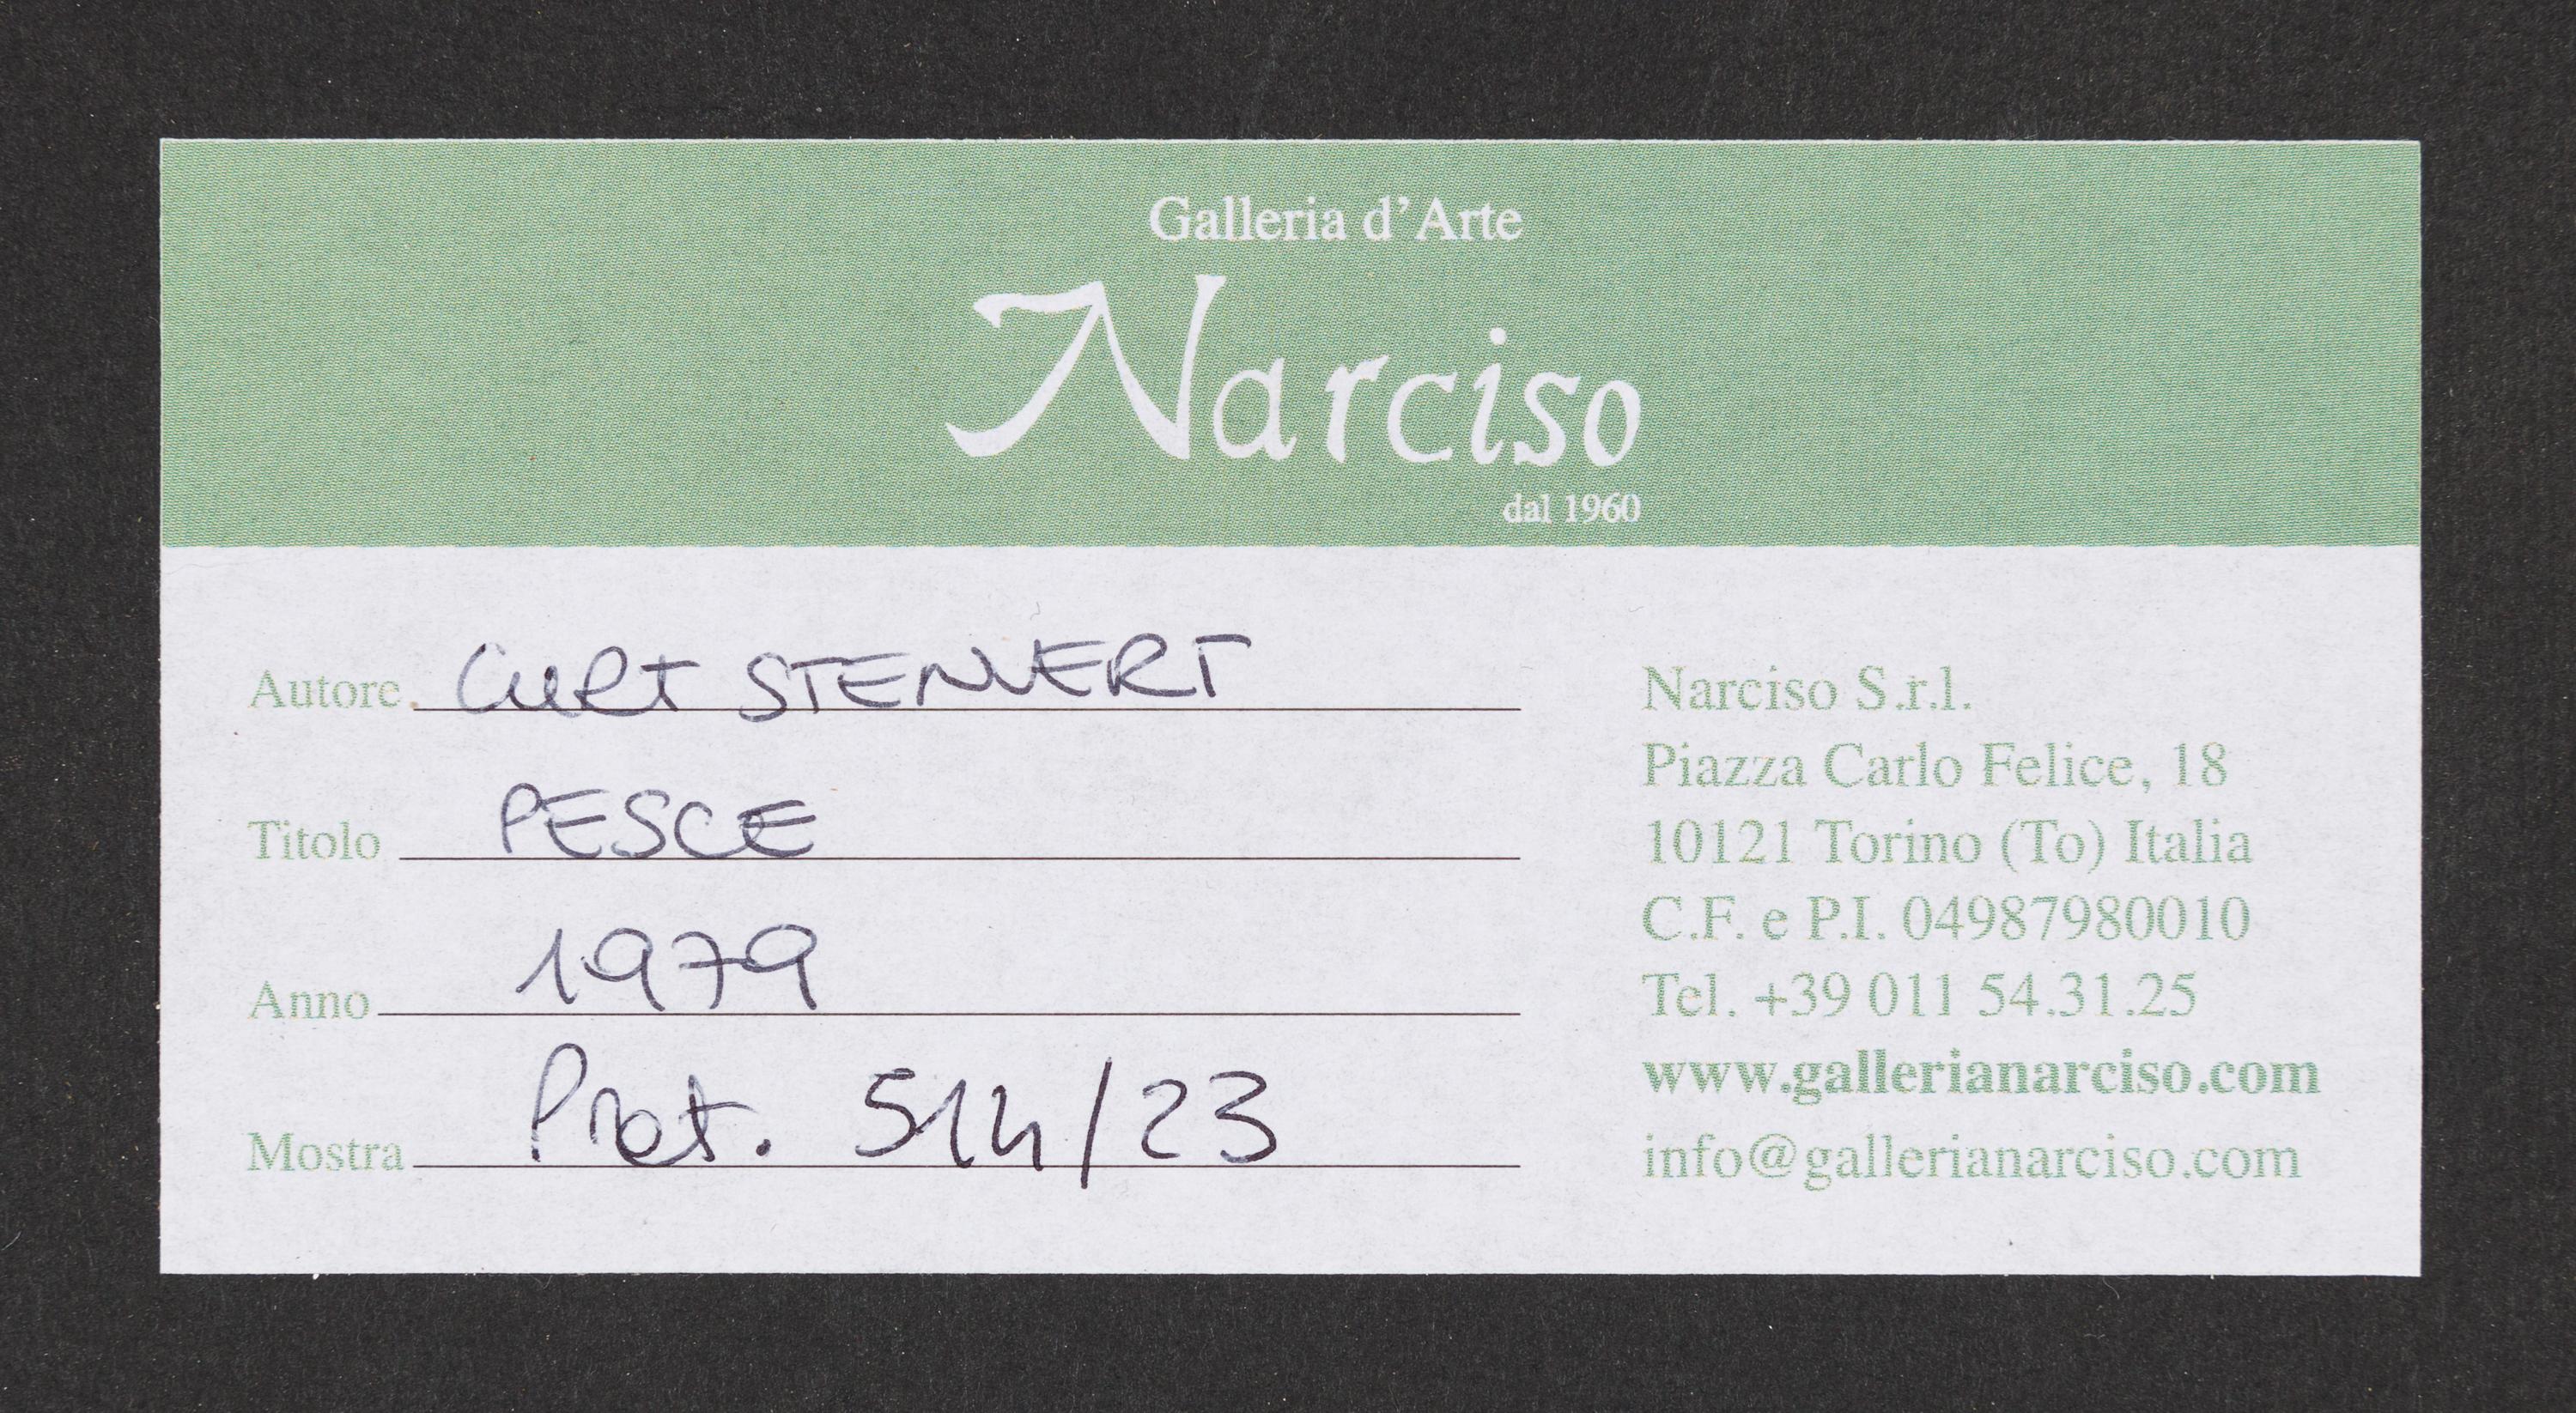 Galleria d'Arte
Narciso
dal 1960
Autore CURT STENVERT
Titolo PESCE
Anno 1979
Mostra Prot. 514/23
Narciso S.r.l.
Piazza Carlo Felice, 18
10121 Torino (To) Italia
C.F. e P.I. 04987980010
Tel. +39 011 54.31.25
www.gallerianarciso.com
info@gallerianarciso.com